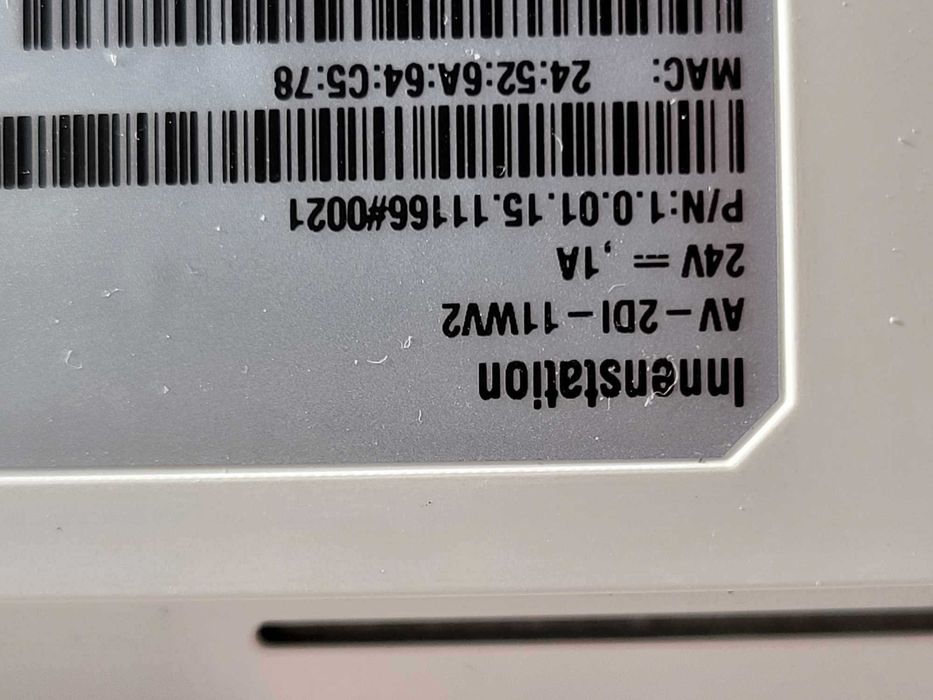 Innenstation
AV-2DI-11WV2
24V ⎓ ,1A
P/N:1.0.01.15.11166#0021
MAC: 24:52:6A:64:C5:78